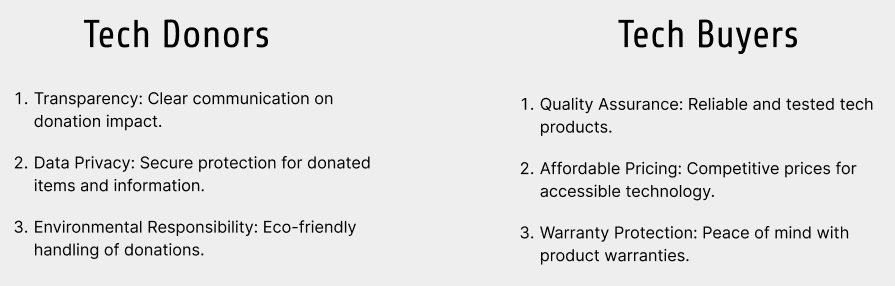 Tech Donors
1. Transparency: Clear communication on
donation impact.
2. Data Privacy: Secure protection for donated
items and information.
3. Environmental Responsibility: Eco-friendly
handling of donations.
Tech Buyers
1. Quality Assurance: Reliable and tested tech
products.
2. Affordable Pricing: Competitive prices for
accessible technology.
3. Warranty Protection: Peace of mind with
product warranties.